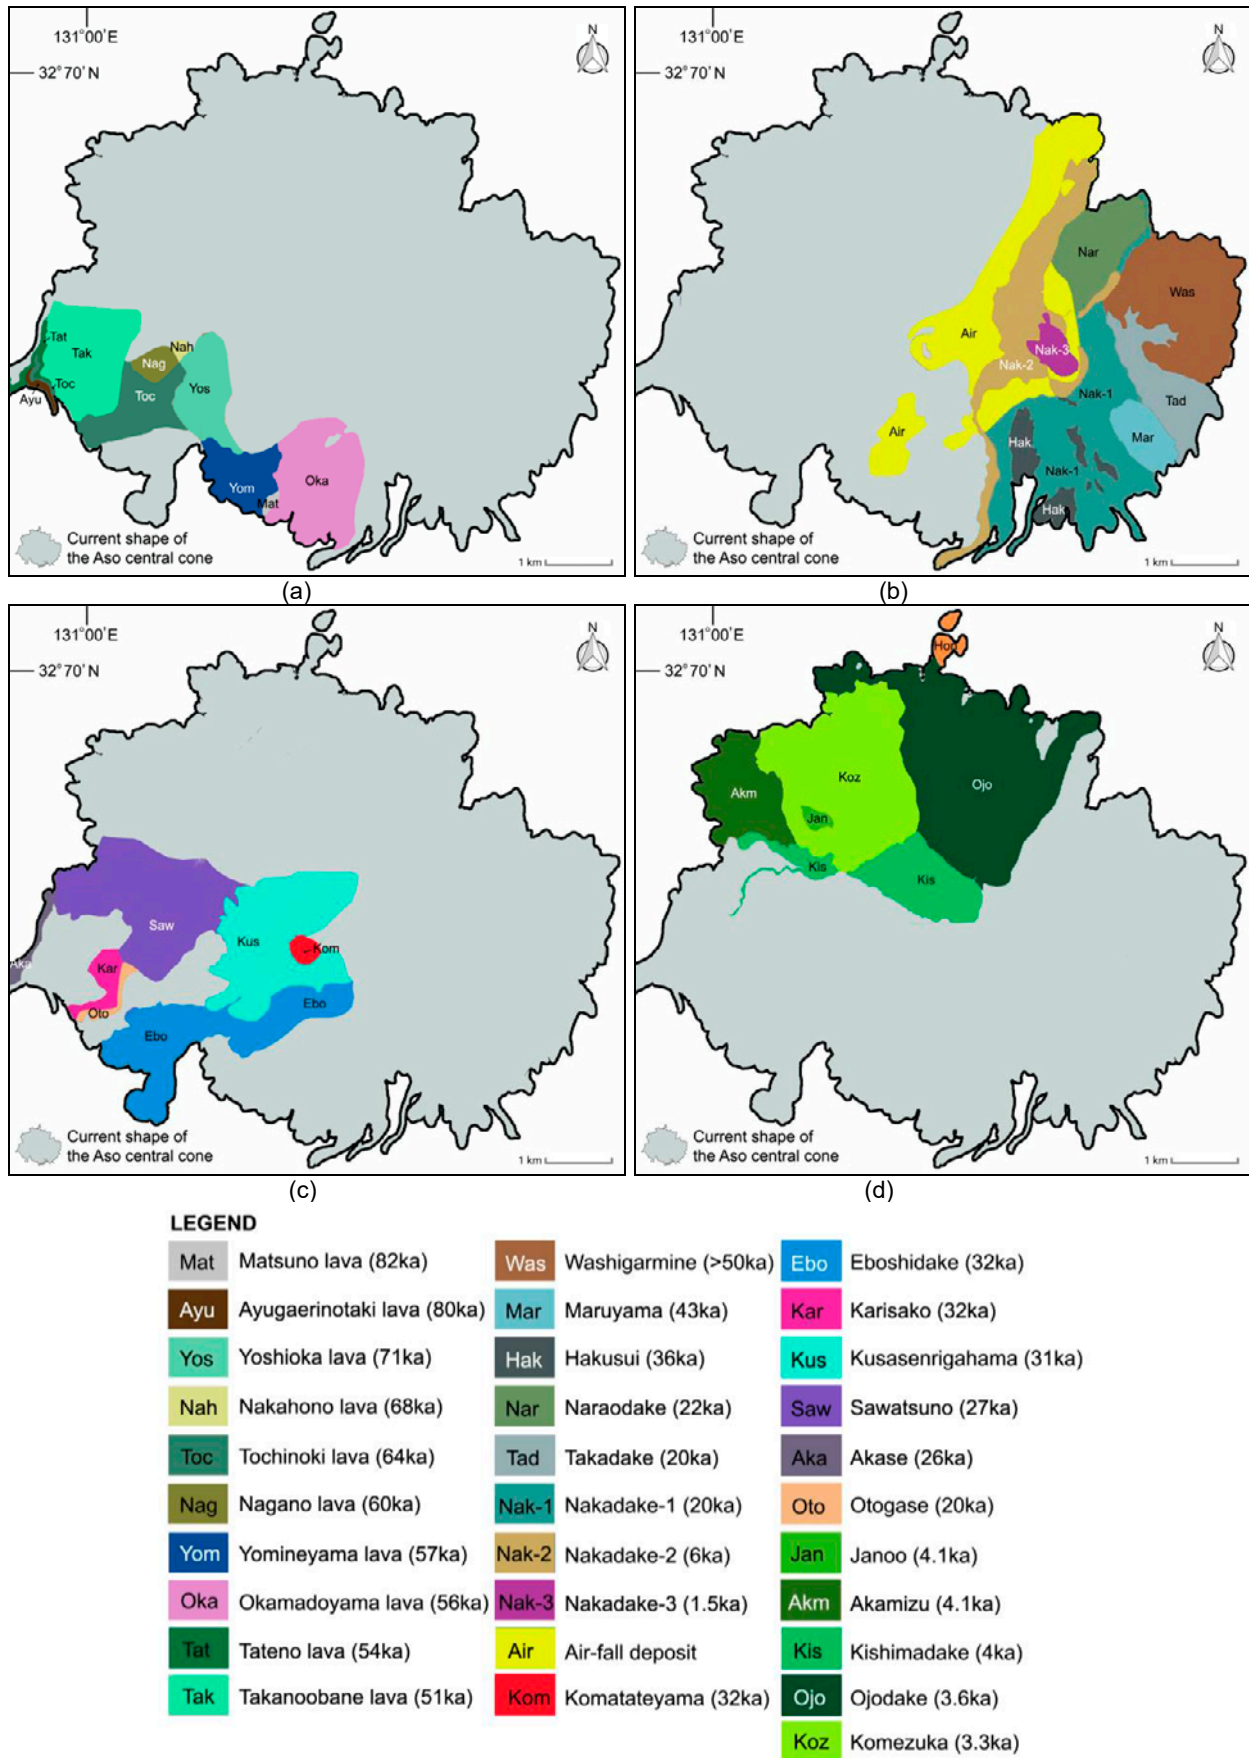 131°00'E
N
32°70'N
Tat
Tak
Toc
Ayu
Nag
Nah
Toc
Yos
Yom
Mat
Oka
Current shape of
the Aso central cone
1 km
(a)
131°00'E
N
32°70'N
Nar
Was
Air
Nak-3
Nak-2
Nak-1
Tad
Air
Hak
Mar
Nak-1
Hak
Current shape of
the Aso central cone
1 km
(b)
131°00'E
N
32°70'N
Saw
Kus
Kom
Aka
Kar
Oto
Ebo
Ebo
Current shape of
the Aso central cone
1 km
(c)
131°00'E
N
32°70'N
Hon
Akm
Koz
Ojo
Jan
Kis
Kis
Current shape of
the Aso central cone
1 km
(d)
LEGEND
Mat Matsuno lava (82ka)
Ayu Ayugaerinotaki lava (80ka)
Yos Yoshioka lava (71ka)
Nah Nakahono lava (68ka)
Toc Tochinoki lava (64ka)
Nag Nagano lava (60ka)
Yom Yomineyama lava (57ka)
Oka Okamadoyama lava (56ka)
Tat Tateno lava (54ka)
Tak Takanoobane lava (51ka)
Was Washigarmine (>50ka)
Mar Maruyama (43ka)
Hak Hakusui (36ka)
Nar Naraodake (22ka)
Tad Takadake (20ka)
Nak-1 Nakadake-1 (20ka)
Nak-2 Nakadake-2 (6ka)
Nak-3 Nakadake-3 (1.5ka)
Air Air-fall deposit
Kom Komatateyama (32ka)
Ebo Eboshidake (32ka)
Kar Karisako (32ka)
Kus Kusasenrigahama (31ka)
Saw Sawatsuno (27ka)
Aka Akase (26ka)
Oto Otogase (20ka)
Jan Janoo (4.1ka)
Akm Akamizu (4.1ka)
Kis Kishimadake (4ka)
Ojo Ojodake (3.6ka)
Koz Komezuka (3.3ka)